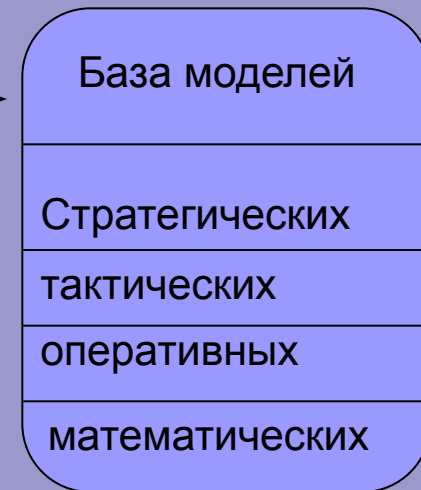 База моделей
Стратегических
тактических
оперативных
математических